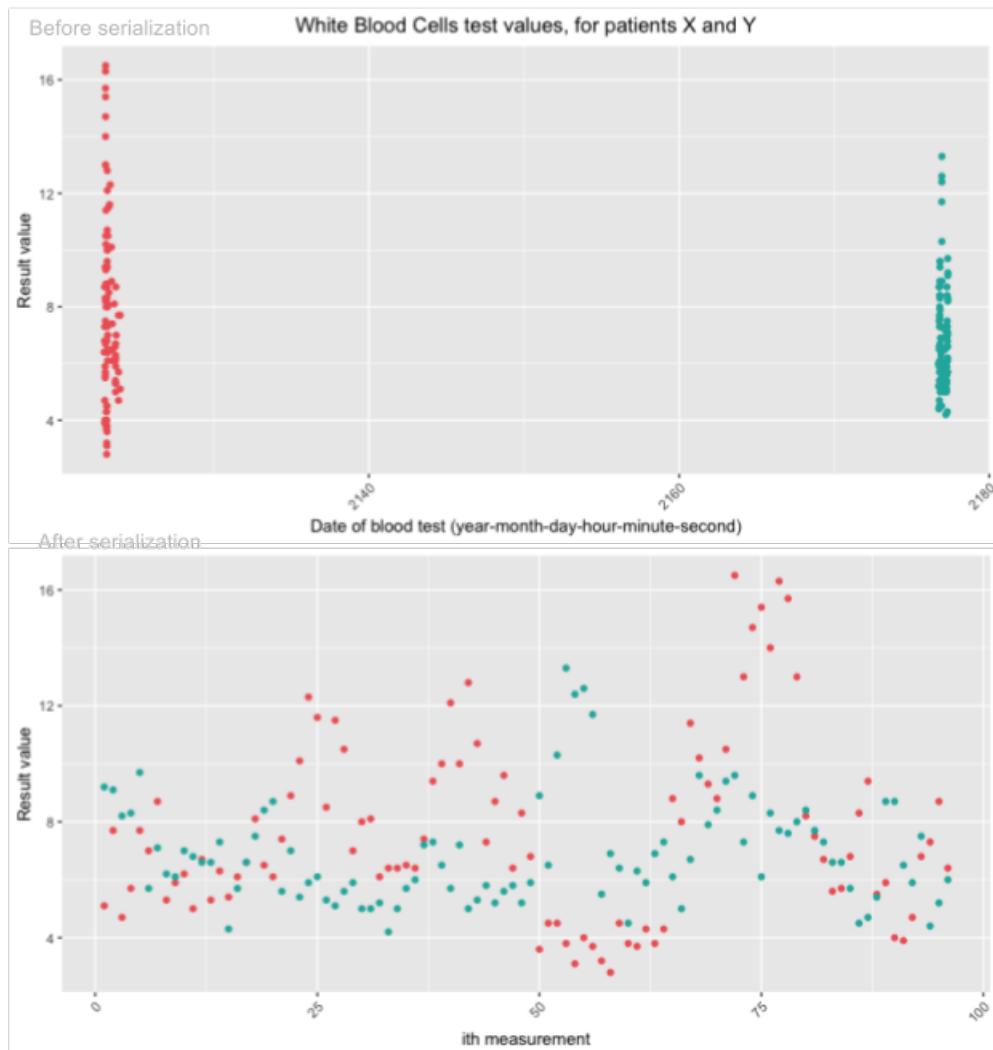 Before serialization
White Blood Cells test values, for patients X and Y
16
12
8
4
Result value
2140
2160
2180
Date of blood test (year-month-day-hour-minute-second)
After serialization
16
12
8
4
Result value
0
25
50
75
100
ith measurement